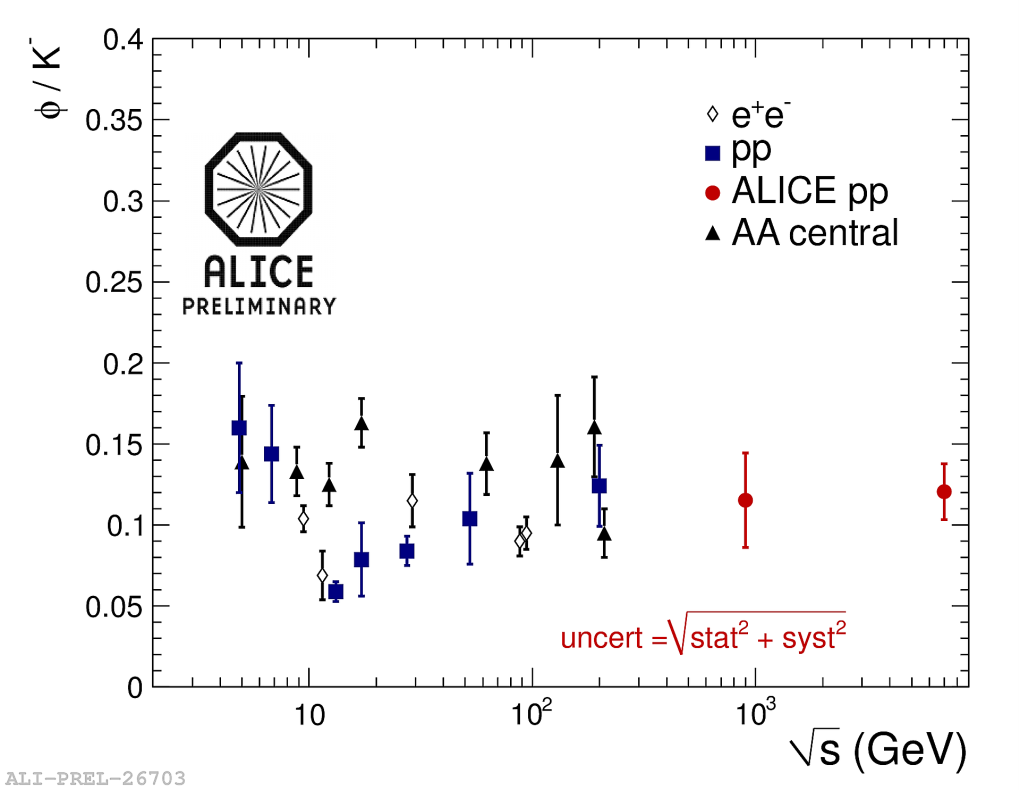 ϕ / K⁻
0.4
0.35
0.3
0.25
0.2
0.15
0.1
0.05
0
e⁺e⁻
pp
ALICE pp
AA central
ALICE
PRELIMINARY
uncert =√stat² + syst²
10
10²
10³
√s (GeV)
ALI-PREL-26703